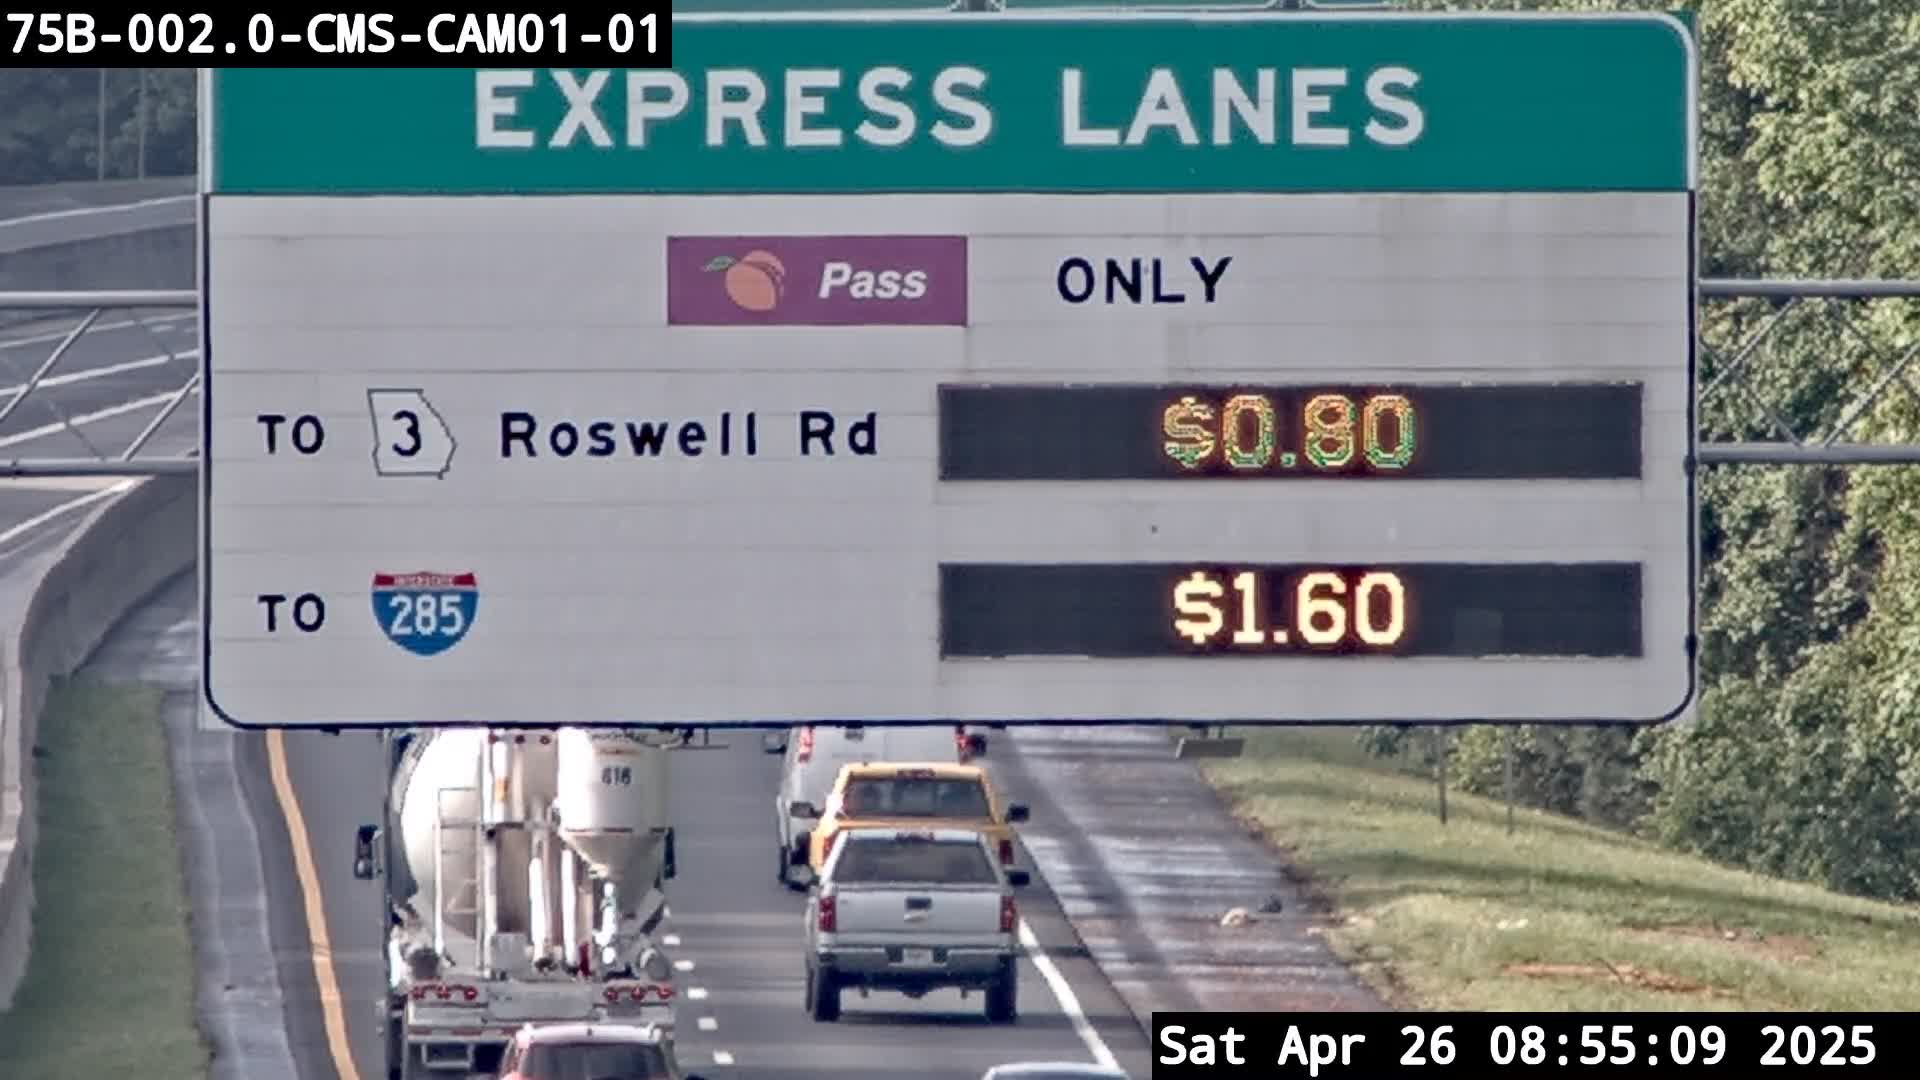 75B-002.0-CMS-CAM01-01
EXPRESS LANES
Pass ONLY
TO 3 Roswell Rd $0.80
TO INTERSTATE 285 $1.60
618
Sat Apr 26 08:55:09 2025